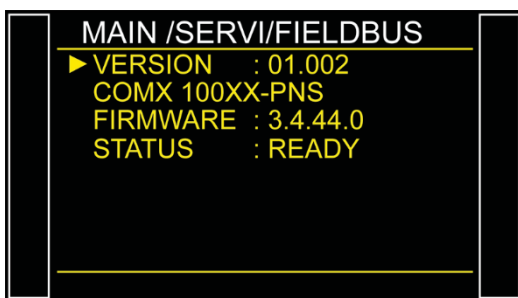 MAIN /SERVI/FIELDBUS
VERSION : 01.002
COMX 100XX-PNS
FIRMWARE : 3.4.44.0
STATUS : READY